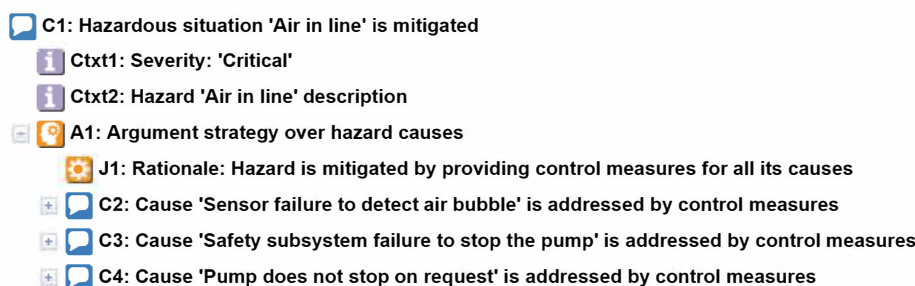 C1: Hazardous situation 'Air in line' is mitigated
Ctxt1: Severity: 'Critical'
Ctxt2: Hazard 'Air in line' description
A1: Argument strategy over hazard causes
J1: Rationale: Hazard is mitigated by providing control measures for all its causes
C2: Cause 'Sensor failure to detect air bubble' is addressed by control measures
C3: Cause 'Safety subsystem failure to stop the pump' is addressed by control measures
C4: Cause 'Pump does not stop on request' is addressed by control measures